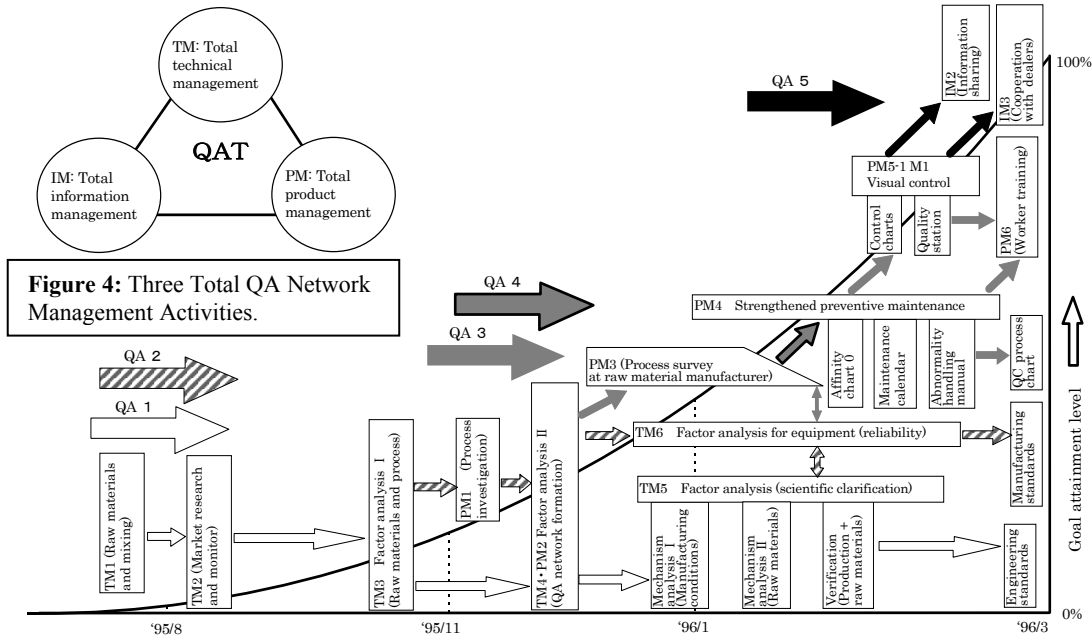 TM: Total
technical
management
QAT
IM: Total
information
management
PM: Total
product
management
Figure 4: Three Total QA Network
Management Activities.
QA 5
IM2
(Information
sharing)
IM3
(Cooperation
with dealers)
100%
PM5-1 M1
Visual control
Control
charts
Quality
station
PM6
(Worker training)
QA 4
QA 3
PM4 Strengthened preventive maintenance
Affinity
chart 0
Maintenance
calendar
Abnormality
handling
manual
QC process
chart
QA 2
QA 1
PM3 (Process survey
at raw material manufacturer)
TM6 Factor analysis for equipment (reliability)
Manufacturing
standards
TM5 Factor analysis (scientific clarification)
TM1 (Raw materials
and mixing)
TM2 (Market research
and monitor)
TM3 Factor analysis I
(Raw materials and process)
PM1 (Process
investigation)
TM4・PM2 Factor analysis II
(QA network formation)
Mechanism
analysis I
(Manufacturing
conditions)
Mechanism
analysis II
(Raw materials)
Verification
(Production +
raw materials)
Engineering
standards
Goal attainment level
0%
'95/8
'95/11
'96/1
'96/3